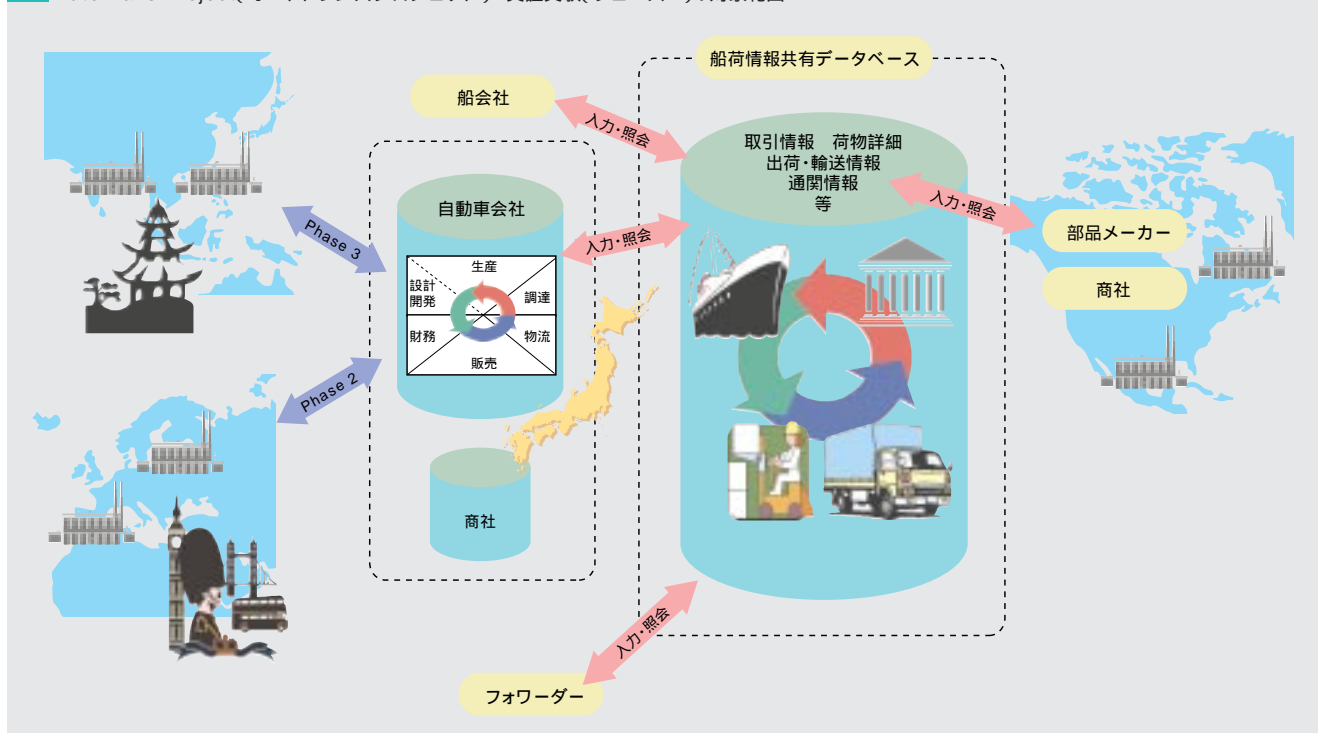 船荷情報共有データベース
船会社
入力・照会
取引情報　荷物詳細
出荷・輸送情報
通関情報
等
入力・照会
自動車会社
入力・照会
部品メーカー
商社
Phase 3
生産
設計
開発
調達
財務
物流
販売
Phase 2
商社
入力・照会
フォワーダー